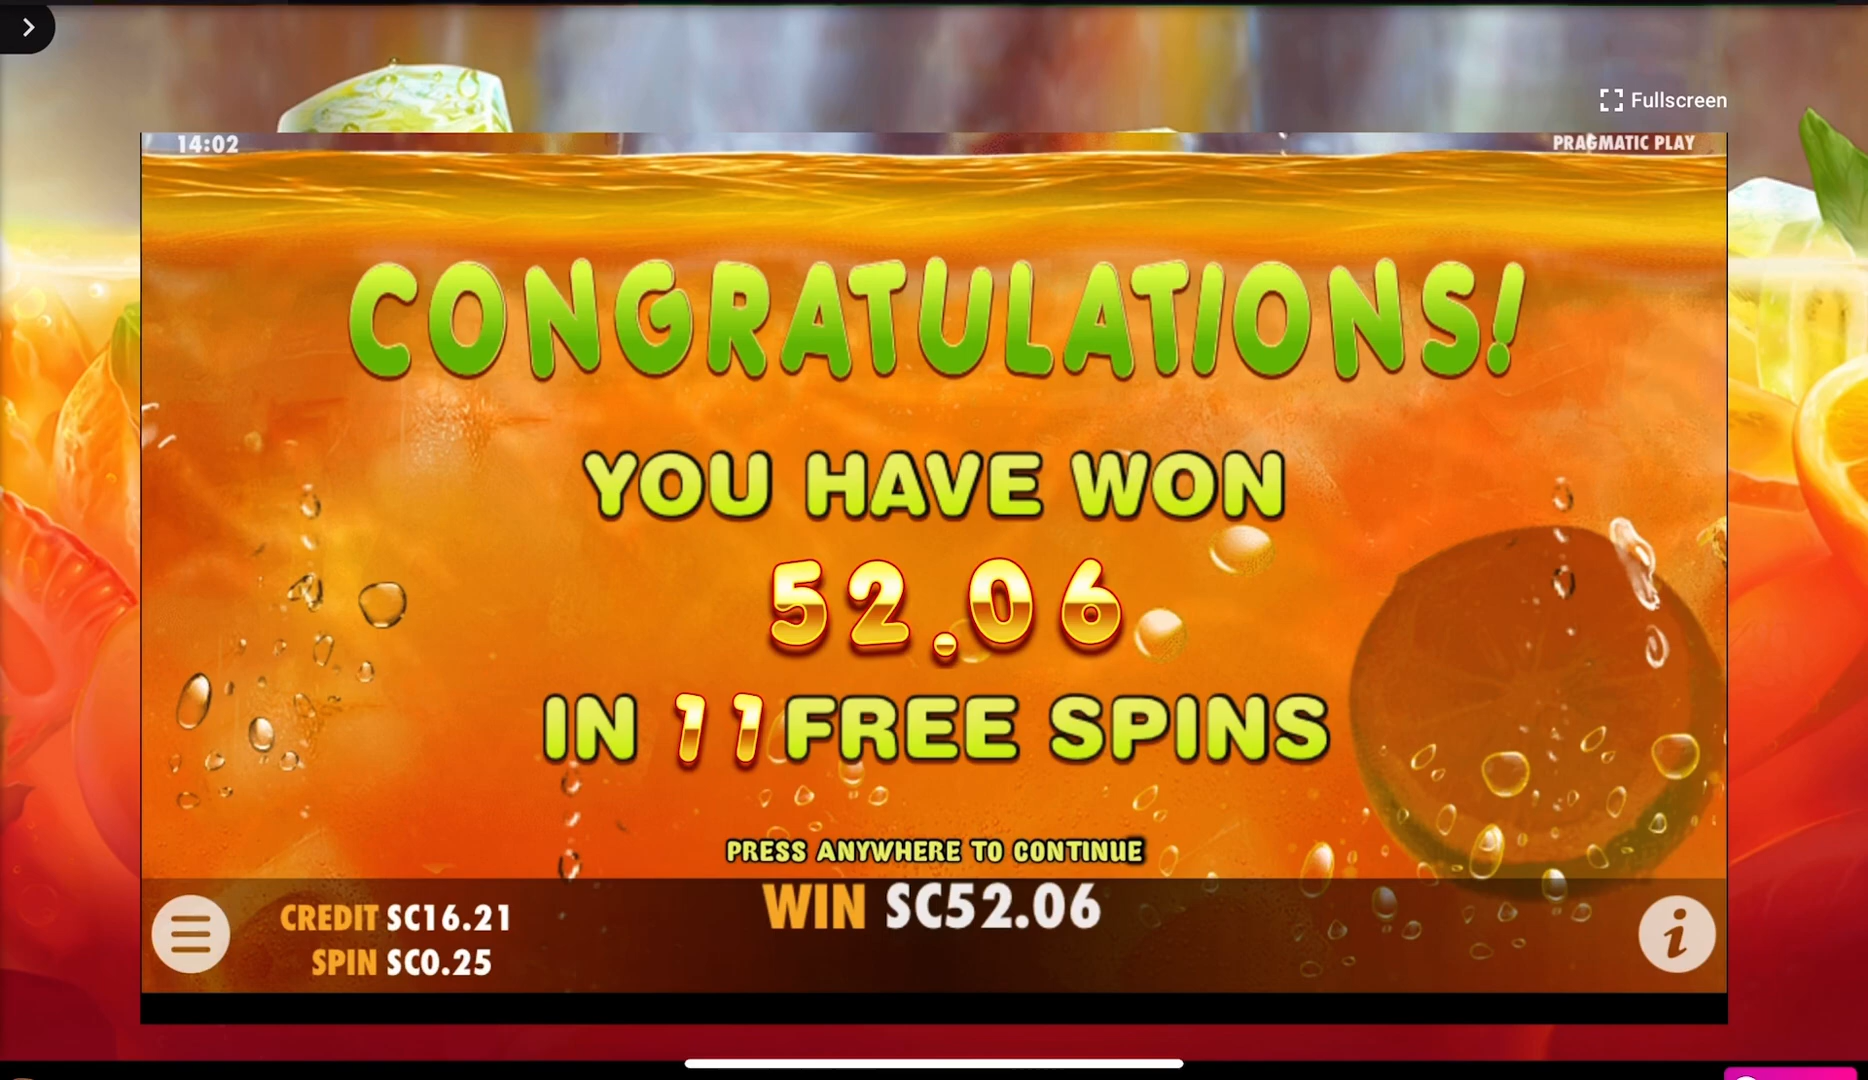 Fullscreen
14:02
PRAGMATIC PLAY
CONGRATULATIONS!
YOU HAVE WON
52.06
IN 11 FREE SPINS
PRESS ANYWHERE TO CONTINUE
WIN SC52.06
CREDIT SC16.21
SPIN SC0.25
i